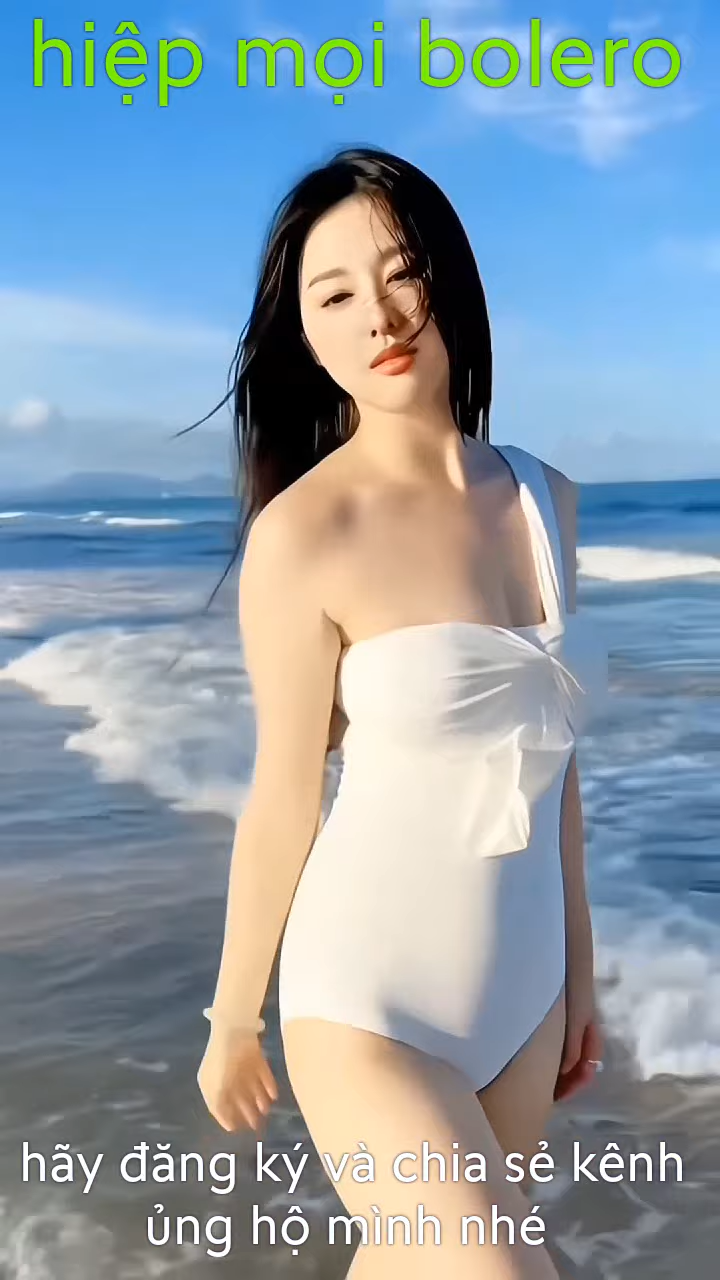 hiệp mọi bolero
hãy đăng ký và chia sẻ kênh
ủng hộ mình nhé